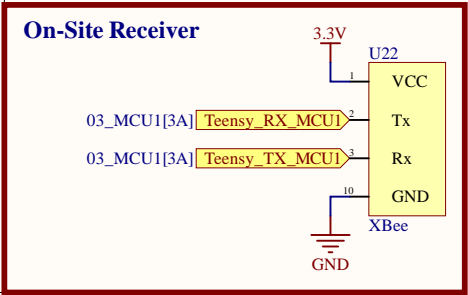 On-Site Receiver
3.3V
U22
1 VCC
03_MCU1[3A] Teensy_RX_MCU1 2 Tx
03_MCU1[3A] Teensy_TX_MCU1 3 Rx
10 GND
XBee
GND